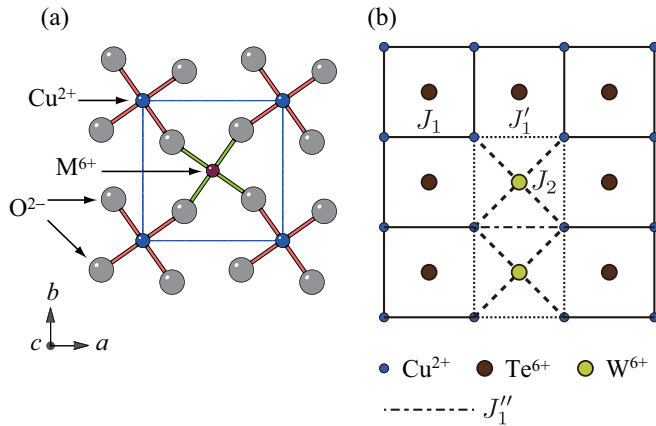 (a)
Cu²⁺
M⁶⁺
O²⁻
b
c a
(b)
J₁ J₁′
J₂
Cu²⁺ Te⁶⁺ W⁶⁺
J₁″